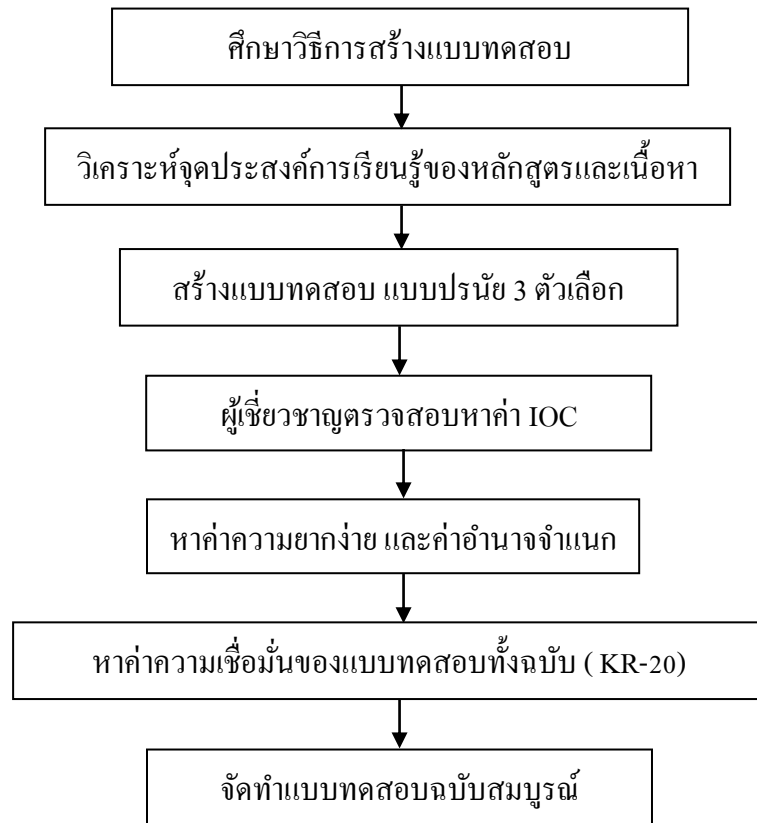 ศึกษาวิธีการสร้างแบบทดสอบ
วิเคราะห์จุดประสงค์การเรียนรู้ของหลักสูตรและเนื้อหา
สร้างแบบทดสอบ แบบปรนัย 3 ตัวเลือก
ผู้เชี่ยวชาญตรวจสอบหาค่า IOC
หาค่าความยากง่าย และค่าอำนาจจำแนก
หาค่าความเชื่อมั่นของแบบทดสอบทั้งฉบับ ( KR-20)
จัดทำแบบทดสอบฉบับสมบูรณ์